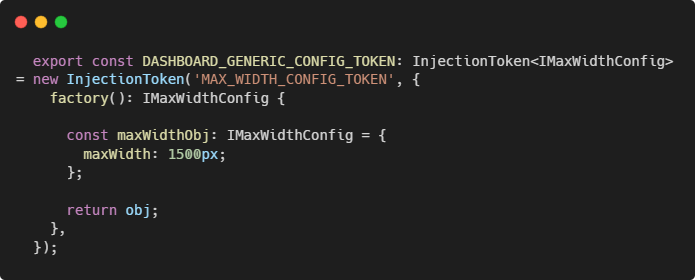 export const DASHBOARD_GENERIC_CONFIG_TOKEN: InjectionToken<IMaxWidthConfig>
= new InjectionToken('MAX_WIDTH_CONFIG_TOKEN', {
factory(): IMaxWidthConfig {
const maxWidthObj: IMaxWidthConfig = {
maxWidth: 1500px;
};
return obj;
},
});